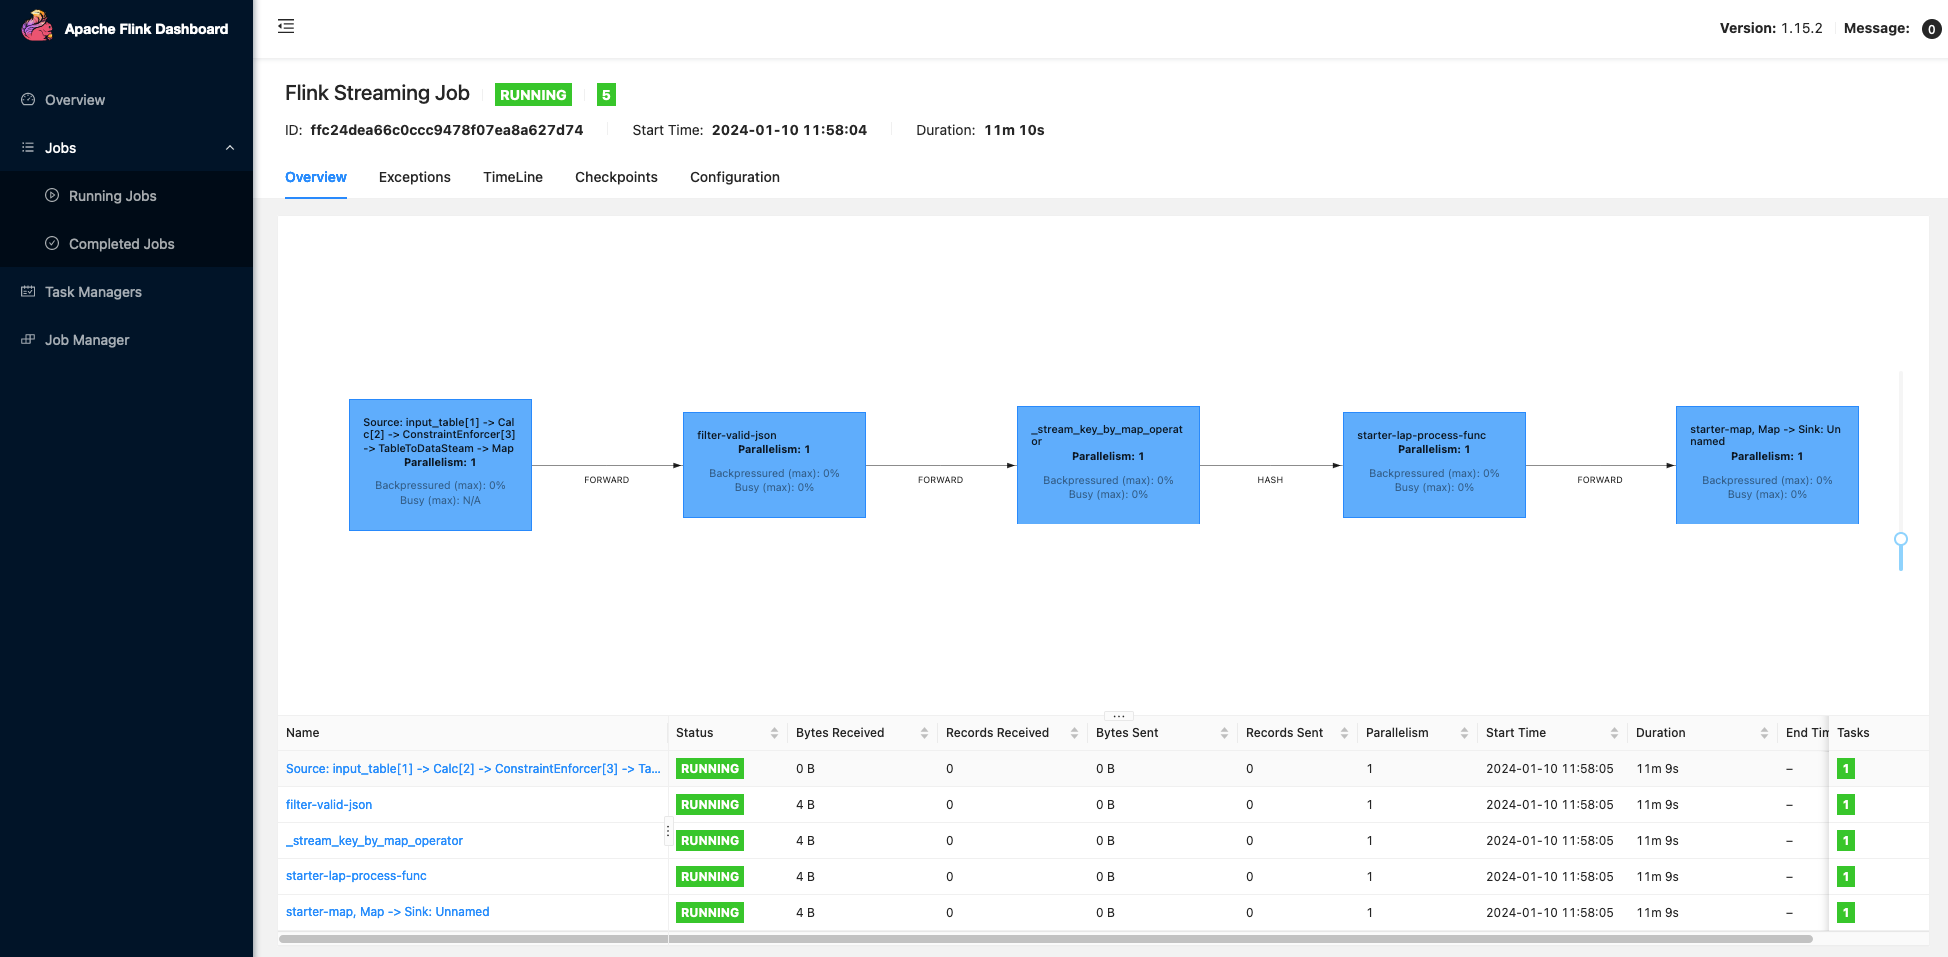 Apache Flink Dashboard
Version: 1.15.2 Message: 0
Overview
Jobs
Running Jobs
Completed Jobs
Task Managers
Job Manager
Flink Streaming Job RUNNING 5
ID: ffc24dea66c0ccc9478f07ea8a627d74 Start Time: 2024-01-10 11:58:04 Duration: 11m 10s
Overview Exceptions TimeLine Checkpoints Configuration
Source: input_table[1] -> Cal
c[2] -> ConstraintEnforcer[3]
-> TableToDataSteam -> Map
Parallelism: 1
Backpressured (max): 0%
Busy (max): N/A
FORWARD
filter-valid-json
Parallelism: 1
Backpressured (max): 0%
Busy (max): 0%
FORWARD
_stream_key_by_map_operat
or
Parallelism: 1
Backpressured (max): 0%
Busy (max): 0%
HASH
starter-lap-process-func
Parallelism: 1
Backpressured (max): 0%
Busy (max): 0%
FORWARD
starter-map, Map -> Sink: Un
named
Parallelism: 1
Backpressured (max): 0%
Busy (max): 0%
Name Status Bytes Received Records Received Bytes Sent Records Sent Parallelism Start Time Duration End Tim Tasks
Source: input_table[1] -> Calc[2] -> ConstraintEnforcer[3] -> Ta... RUNNING 0 B 0 0 B 0 1 2024-01-10 11:58:05 11m 9s – 1
filter-valid-json RUNNING 4 B 0 0 B 0 1 2024-01-10 11:58:05 11m 9s – 1
_stream_key_by_map_operator RUNNING 4 B 0 0 B 0 1 2024-01-10 11:58:05 11m 9s – 1
starter-lap-process-func RUNNING 4 B 0 0 B 0 1 2024-01-10 11:58:05 11m 9s – 1
starter-map, Map -> Sink: Unnamed RUNNING 4 B 0 0 B 0 1 2024-01-10 11:58:05 11m 9s – 1